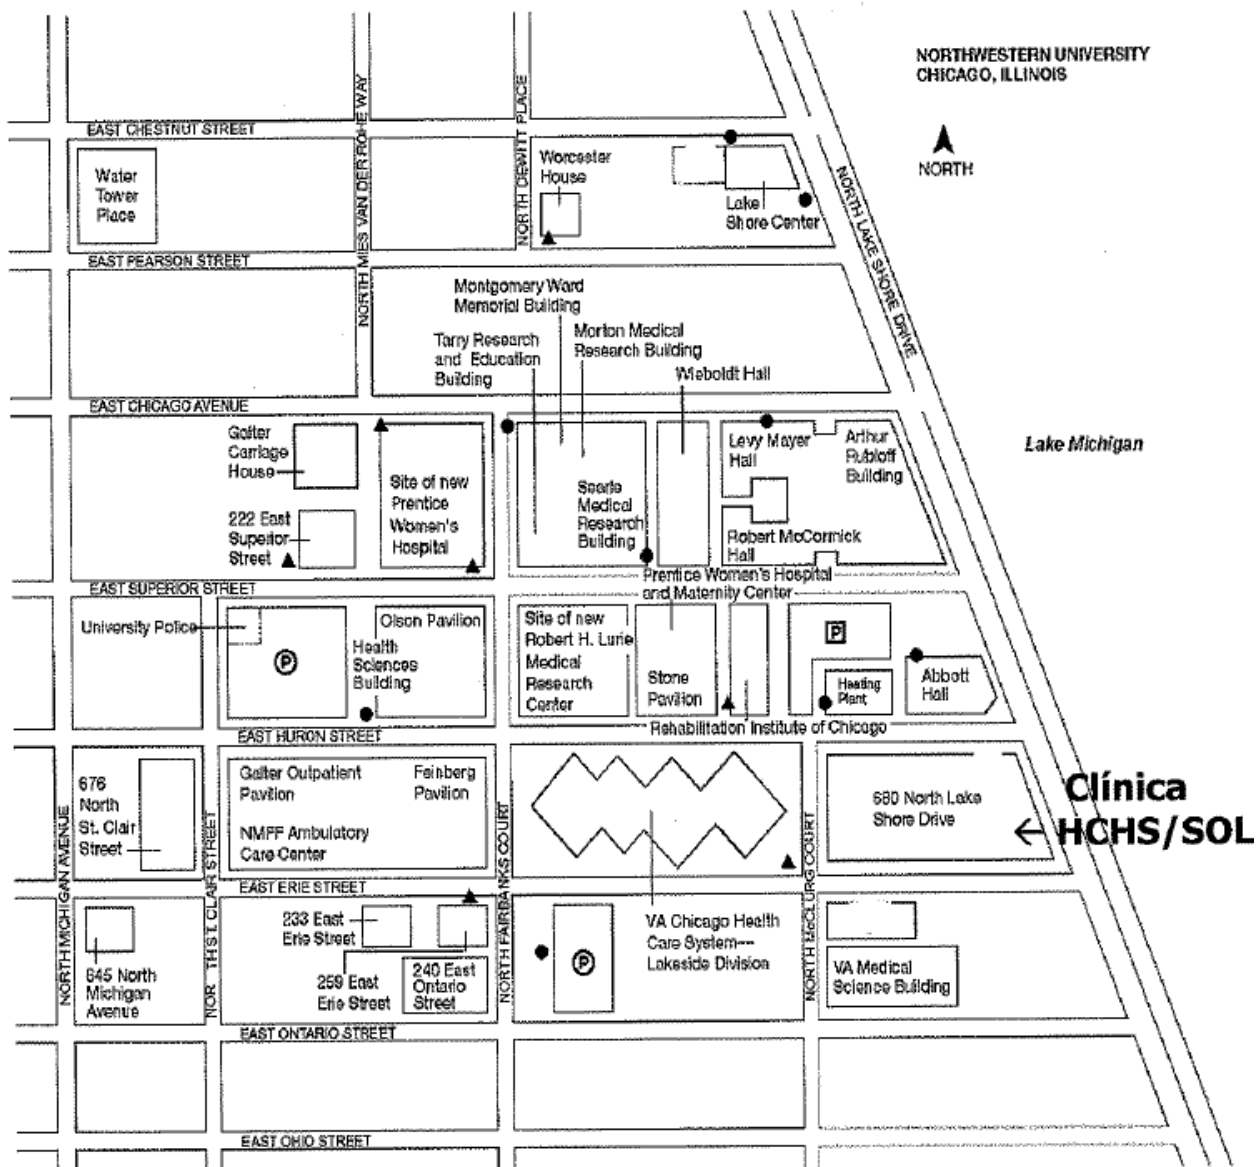 NORTHWESTERN UNIVERSITY
CHICAGO, ILLINOIS
NORTH
EAST CHESTNUT STREET
NORTH MIES VAN DER ROHE WAY
NORTH DEWITT PLACE
Water
Tower
Place
Worcester
House
Lake
Shore Center
NORTH LAKE SHORE DRIVE
EAST PEARSON STREET
Montgomery Ward
Memorial Building
Tarry Research
and Education
Building
Morton Medical
Research Building
Wieboldt Hall
EAST CHICAGO AVENUE
Galter
Carriage
House
222 East
Superior
Street
Site of new
Prentice
Women's
Hospital
Searle
Medical
Research
Building
Levy Mayer
Hall
Arthur
Rubloff
Building
Robert McCormick
Hall
Lake Michigan
EAST SUPERIOR STREET
Prentice Women's Hospital
and Maternity Center
University Police
P
Olson Pavilion
Health
Sciences
Building
Site of new
Robert H. Lurie
Medical
Research
Center
Stone
Pavilion
P
Heating
Plant
Abbott
Hall
Rehabilitation Institute of Chicago
EAST HURON STREET
676
North
St. Clair
Street
Galter Outpatient
Pavilion
Feinberg
Pavilion
NMFF Ambulatory
Care Center
680 North Lake
Shore Drive
Clínica
← HCHS/SOL
NORTH MICHIGAN AVENUE
NOR TH ST. CLAIR STREET
NORTH FAIRBANKS COURT
NORTH McCLURG COURT
EAST ERIE STREET
645 North
Michigan
Avenue
233 East
Erie Street
259 East
Erie Street
240 East
Ontario
Street
P
VA Chicago Health
Care System---
Lakeside Division
VA Medical
Science Building
EAST ONTARIO STREET
EAST OHIO STREET